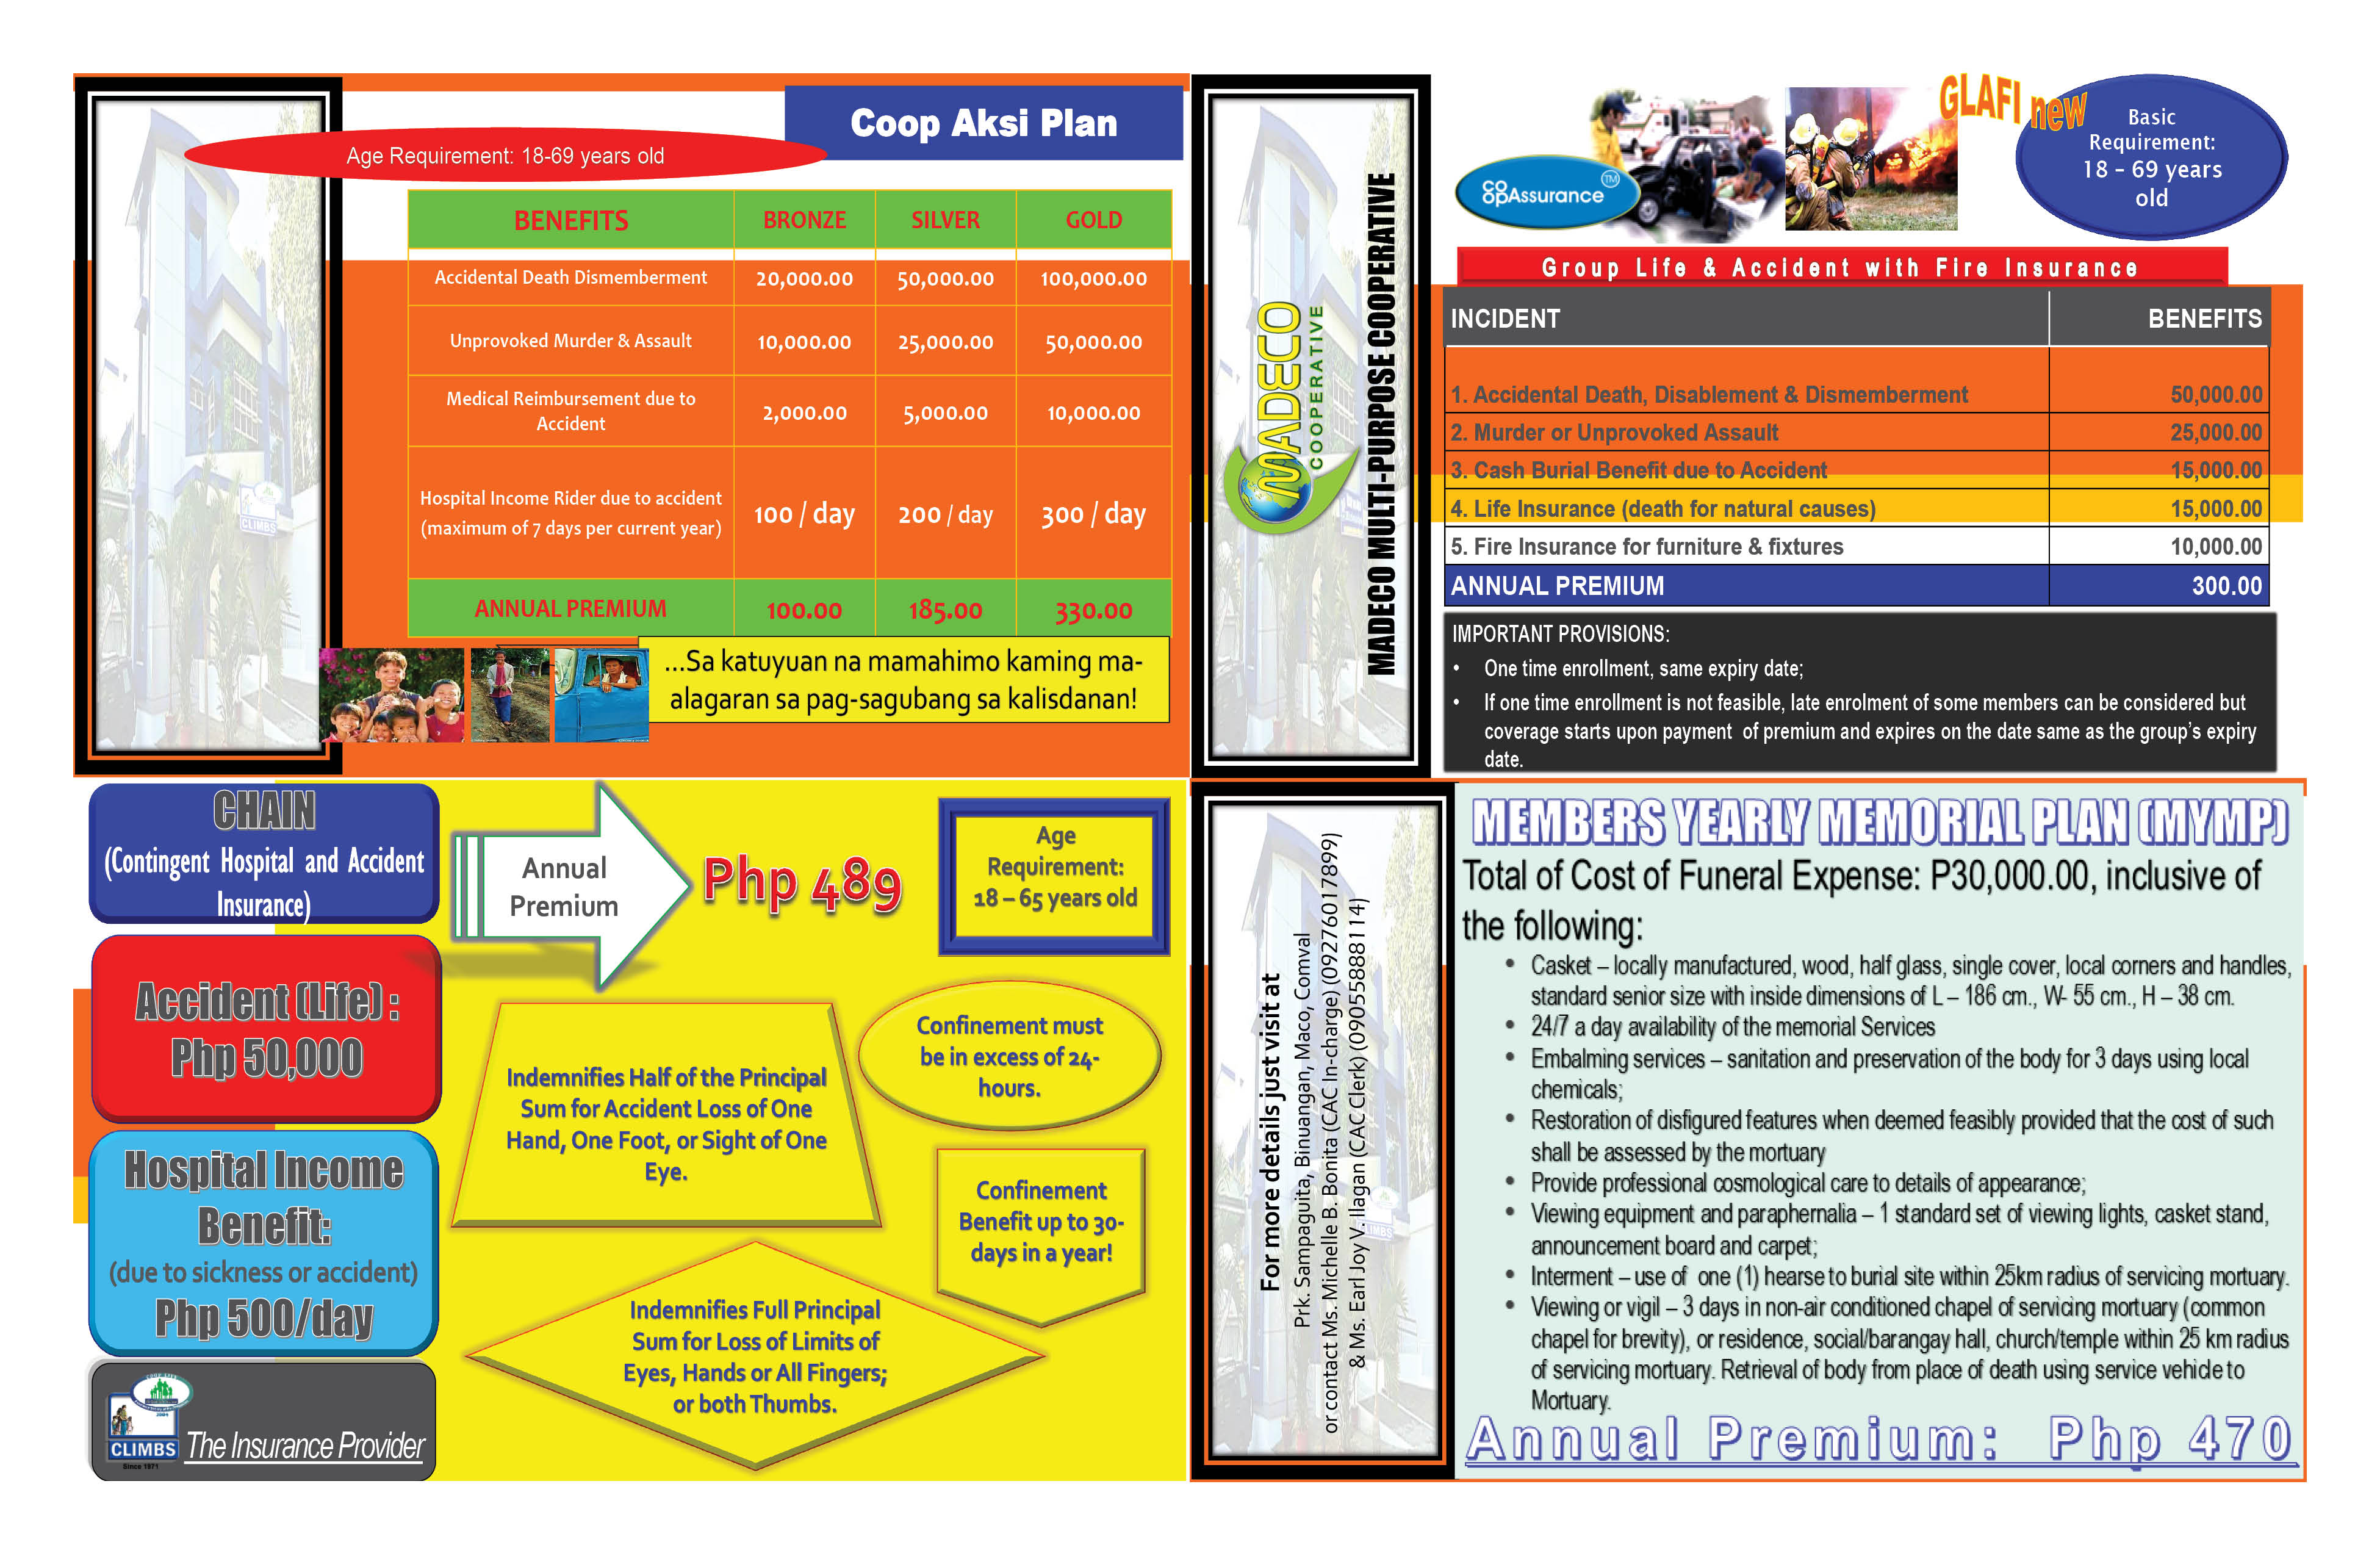 Coop Aksi Plan
Age Requirement: 18-69 years old
BENEFITS BRONZE SILVER GOLD
Accidental Death Dismemberment 20,000.00 50,000.00 100,000.00
Unprovoked Murder & Assault 10,000.00 25,000.00 50,000.00
Medical Reimbursement due to
Accident
2,000.00 5,000.00 10,000.00
Hospital Income Rider due to accident
(maximum of 7 days per current year)
100 / day 200 / day 300 / day
ANNUAL PREMIUM 100.00 185.00 330.00
...Sa katuyuan na mamahimo kaming ma-
alagaran sa pag-sagubang sa kalisdanan!
CLIMBS
MADECO
COOPERATIVE
MADECO MULTI-PURPOSE COOPERATIVE
GLAFI new
Basic
Requirement:
18 – 69 years
old
co
opAssurance TM
Group Life & Accident with Fire Insurance
INCIDENT BENEFITS
1. Accidental Death, Disablement & Dismemberment 50,000.00
2. Murder or Unprovoked Assault 25,000.00
3. Cash Burial Benefit due to Accident 15,000.00
4. Life Insurance (death for natural causes) 15,000.00
5. Fire Insurance for furniture & fixtures 10,000.00
ANNUAL PREMIUM 300.00
IMPORTANT PROVISIONS:
• One time enrollment, same expiry date;
• If one time enrollment is not feasible, late enrolment of some members can be considered but
coverage starts upon payment of premium and expires on the date same as the group's expiry
date.
CHAIN
(Contingent Hospital and Accident
Insurance)
Annual
Premium
Php 489
Age
Requirement:
18 – 65 years old
Accident (Life) :
Php 50,000
Hospital Income
Benefit:
(due to sickness or accident)
Php 500/day
Indemnifies Half of the Principal
Sum for Accident Loss of One
Hand, One Foot, or Sight of One
Eye.
Confinement must
be in excess of 24-
hours.
Confinement
Benefit up to 30-
days in a year!
Indemnifies Full Principal
Sum for Loss of Limits of
Eyes, Hands or All Fingers;
or both Thumbs.
CLIMBS
Since 1971
The Insurance Provider
For more details just visit at
Prk. Sampaguita, Binuangan, Maco, Comval
or contact Ms. Michelle B. Bonita (CAC In-charge) (09276017899)
& Ms. Earl Joy V. Ilagan (CAC Clerk) (09055888114)
CLIMBS
MEMBERS YEARLY MEMORIAL PLAN (MYMP)
Total of Cost of Funeral Expense: P30,000.00, inclusive of
the following:
• Casket – locally manufactured, wood, half glass, single cover, local corners and handles,
standard senior size with inside dimensions of L – 186 cm., W- 55 cm., H – 38 cm.
• 24/7 a day availability of the memorial Services
• Embalming services – sanitation and preservation of the body for 3 days using local
chemicals;
• Restoration of disfigured features when deemed feasibly provided that the cost of such
shall be assessed by the mortuary
• Provide professional cosmological care to details of appearance;
• Viewing equipment and paraphernalia – 1 standard set of viewing lights, casket stand,
announcement board and carpet;
• Interment – use of one (1) hearse to burial site within 25km radius of servicing mortuary.
• Viewing or vigil – 3 days in non-air conditioned chapel of servicing mortuary (common
chapel for brevity), or residence, social/barangay hall, church/temple within 25 km radius
of servicing mortuary. Retrieval of body from place of death using service vehicle to
Mortuary.
Annual Premium: Php 470